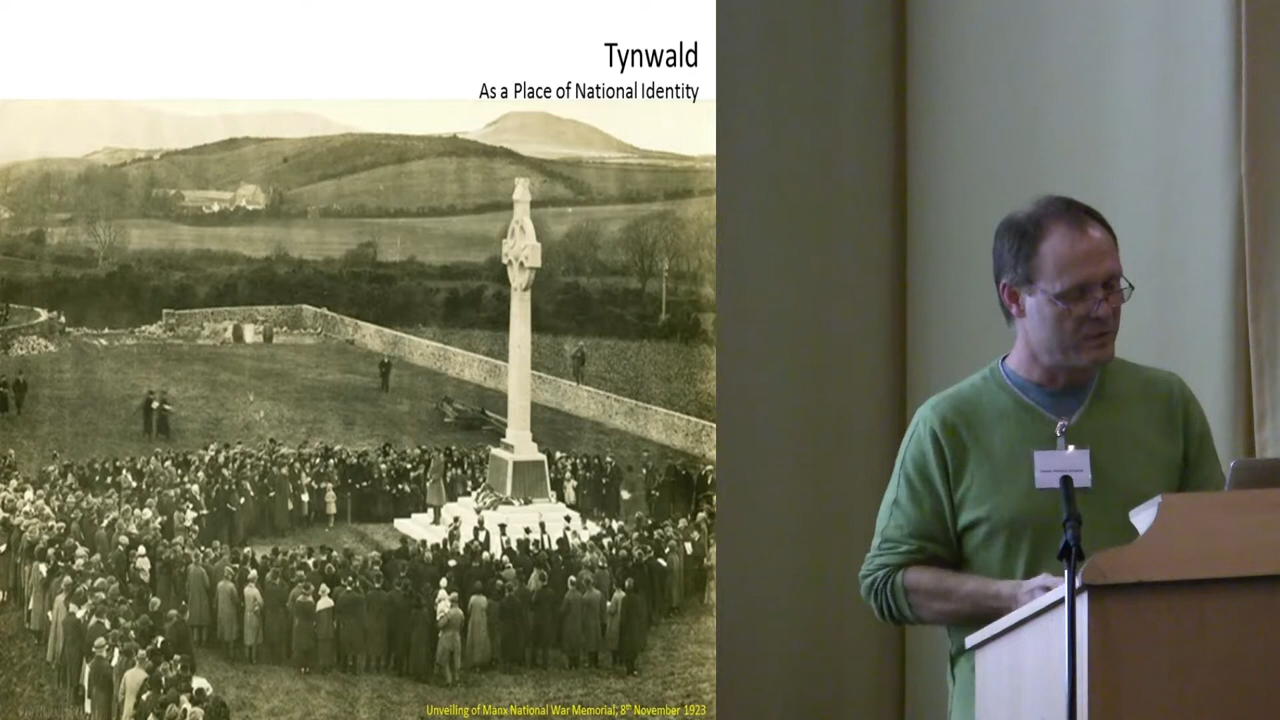 Tynwald
As a Place of National Identity
Unveiling of Manx National War Memorial, 8th November 1923